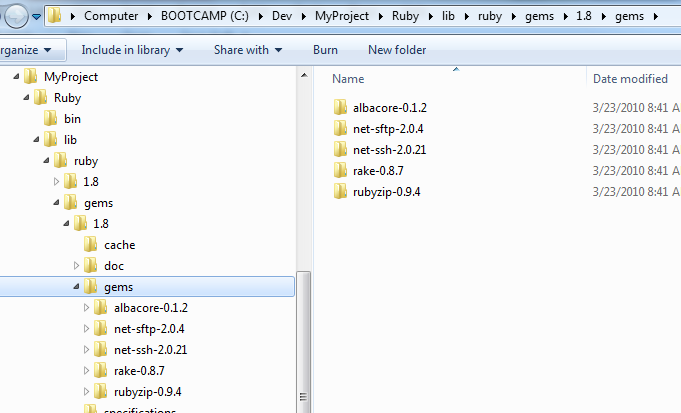 Computer BOOTCAMP (C:) Dev MyProject Ruby lib ruby gems 1.8 gems
rganize Include in library Share with Burn New folder
MyProject
Ruby
bin
lib
ruby
1.8
gems
1.8
cache
doc
gems
albacore-0.1.2
net-sftp-2.0.4
net-ssh-2.0.21
rake-0.8.7
rubyzip-0.9.4
specifications
Name Date modified
albacore-0.1.2 3/23/2010 8:41 A
net-sftp-2.0.4 3/23/2010 8:41 A
net-ssh-2.0.21 3/23/2010 8:41 A
rake-0.8.7 3/23/2010 8:41 A
rubyzip-0.9.4 3/23/2010 8:41 A